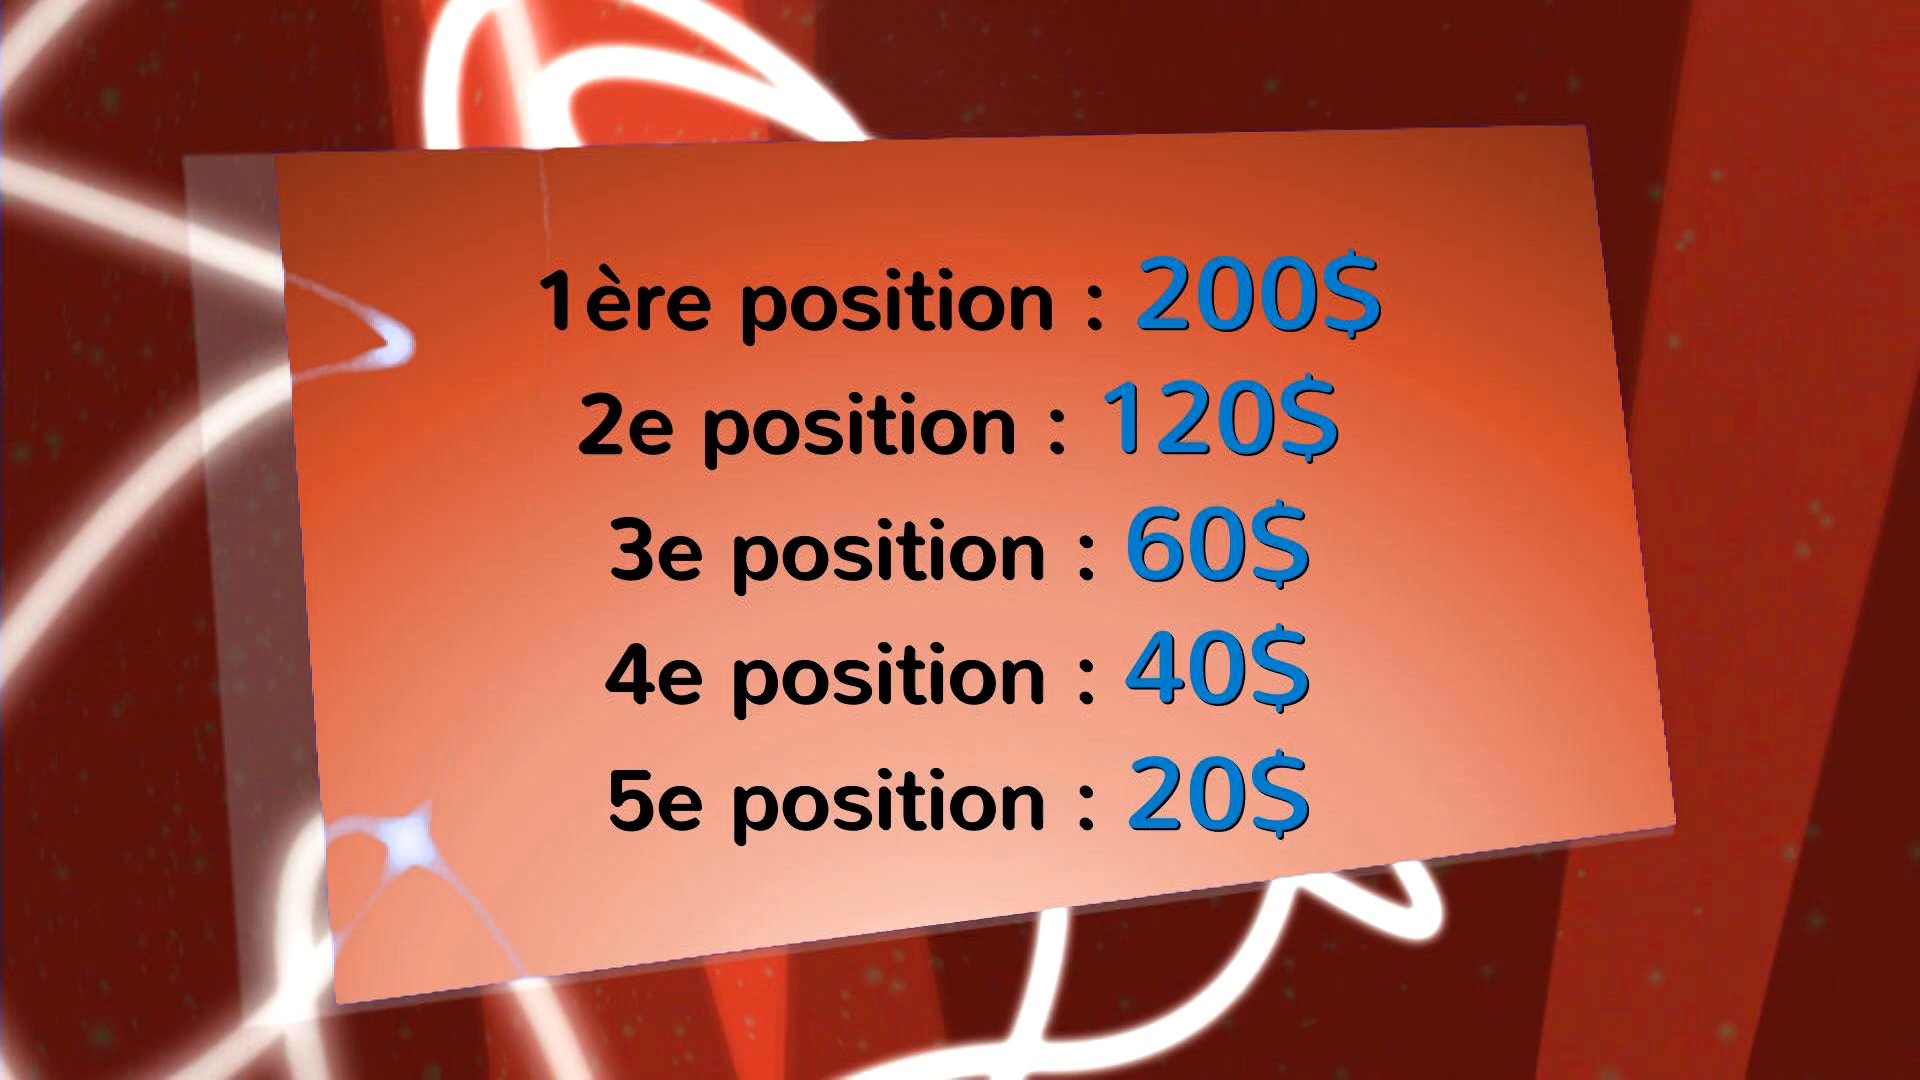 1ère position : 200$
2e position : 120$
3e position : 60$
4e position : 40$
5e position : 20$